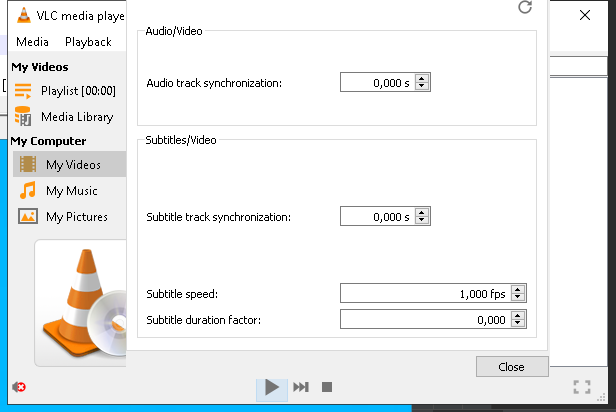 VLC media playe
Media Playback
My Videos
Playlist [00:00]
Media Library
My Computer
My Videos
My Music
My Pictures
Audio/Video
Audio track synchronization: 0,000 s
Subtitles/Video
Subtitle track synchronization: 0,000 s
Subtitle speed: 1,000 fps
Subtitle duration factor: 0,000
Close